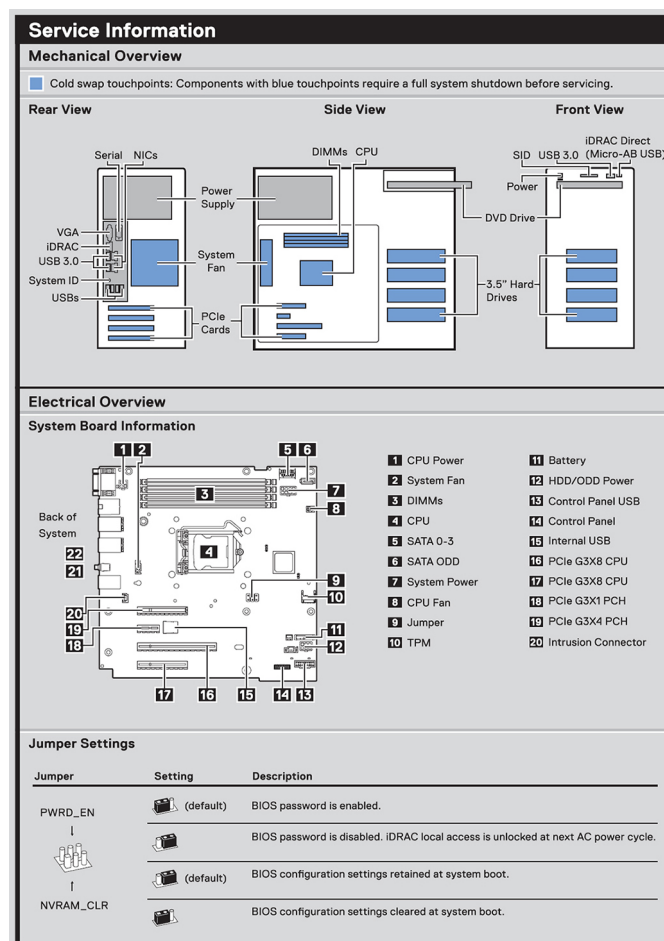 Service Information
Mechanical Overview
Cold swap touchpoints: Components with blue touchpoints require a full system shutdown before servicing.
Rear View
Side View
Front View
Serial NICs
VGA
iDRAC
USB 3.0
System ID
USBs
Power
Supply
System
Fan
PCIe
Cards
DIMMs CPU
DVD Drive
3.5" Hard
Drives
iDRAC Direct
SID USB 3.0 (Micro-AB USB)
Power
Electrical Overview
System Board Information
1 2
5 6
3
7
8
Back of
System
22
21
4
9
10
20
19
18
11
12
17 16 15 14 13
1 CPU Power
2 System Fan
3 DIMMs
4 CPU
5 SATA 0-3
6 SATA ODD
7 System Power
8 CPU Fan
9 Jumper
10 TPM
11 Battery
12 HDD/ODD Power
13 Control Panel USB
14 Control Panel
15 Internal USB
16 PCIe G3X8 CPU
17 PCIe G3X8 CPU
18 PCIe G3X1 PCH
19 PCIe G3X4 PCH
20 Intrusion Connector
Jumper Settings
Jumper Setting Description
PWRD_EN
(default) BIOS password is enabled.
BIOS password is disabled. iDRAC local access is unlocked at next AC power cycle.
NVRAM_CLR
(default) BIOS configuration settings retained at system boot.
BIOS configuration settings cleared at system boot.